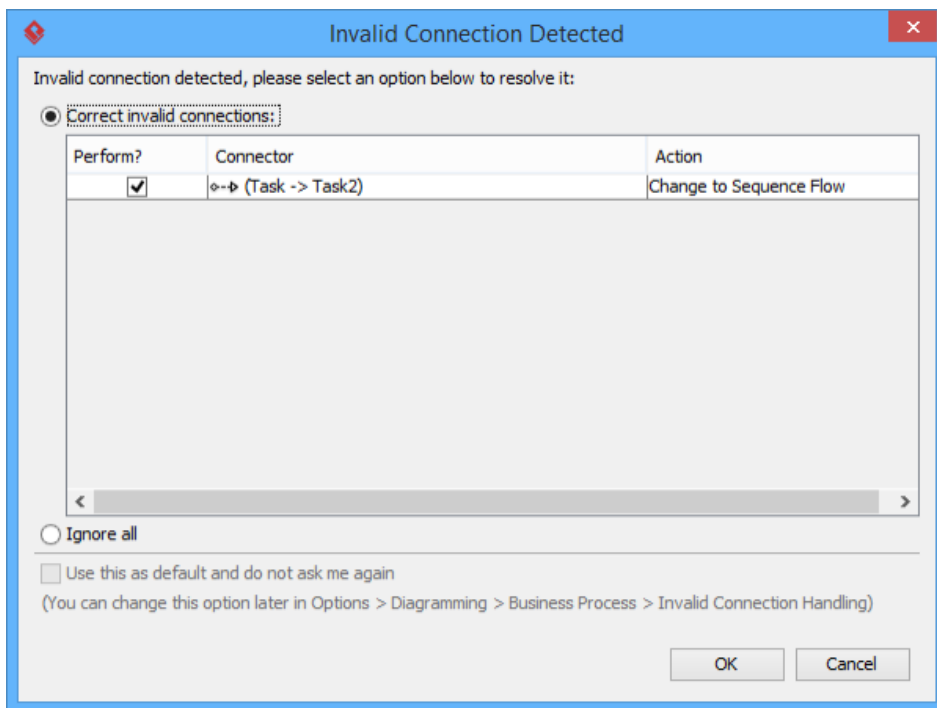 Invalid Connection Detected
Invalid connection detected, please select an option below to resolve it:
Correct invalid connections:
Perform? Connector Action
(Task -> Task2) Change to Sequence Flow
Ignore all
Use this as default and do not ask me again
(You can change this option later in Options > Diagramming > Business Process > Invalid Connection Handling)
OK Cancel